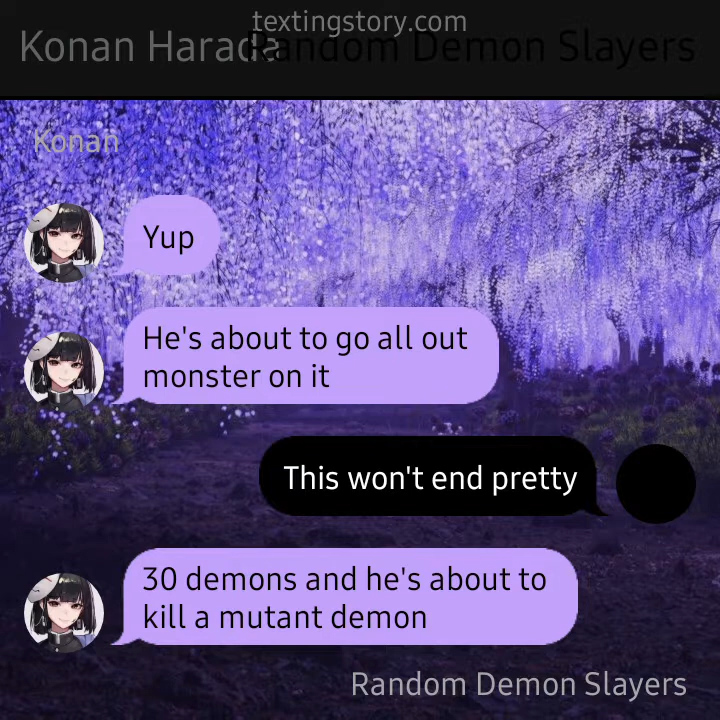 textingstory.com
Konan Harada
Random Demon Slayers
Konan
Yup
He's about to go all out
monster on it
This won't end pretty
30 demons and he's about to
kill a mutant demon
Random Demon Slayers